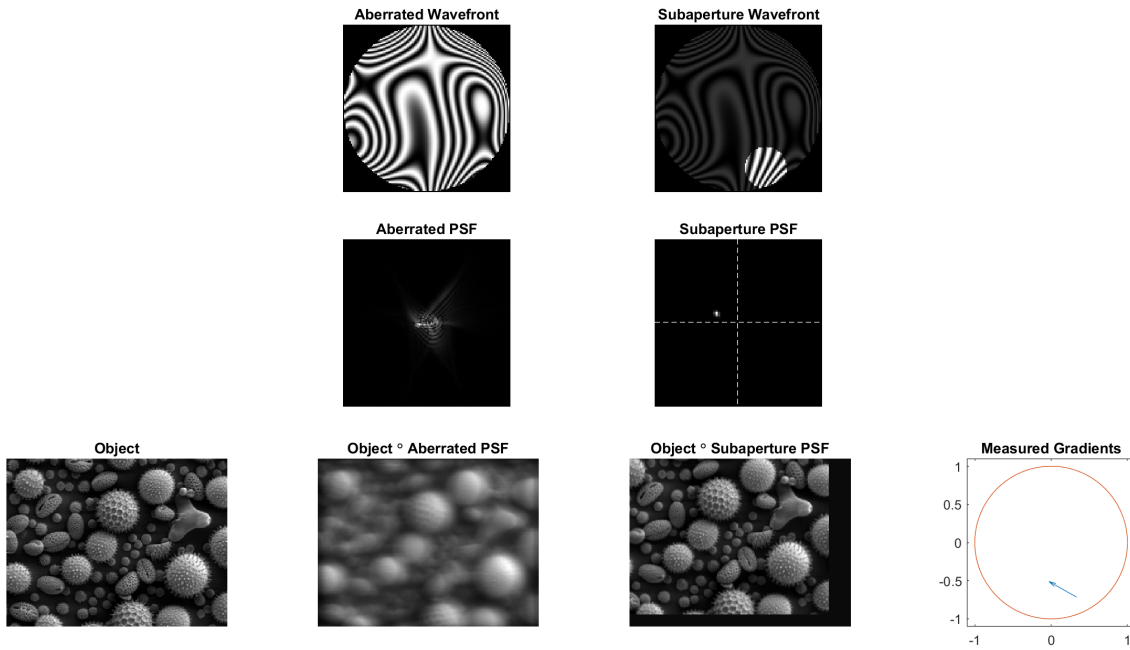 Aberrated Wavefront
Subaperture Wavefront
Aberrated PSF
Subaperture PSF
Object
Object ° Aberrated PSF
Object ° Subaperture PSF
Measured Gradients
1
0.5
0
-0.5
-1
-1 0 1